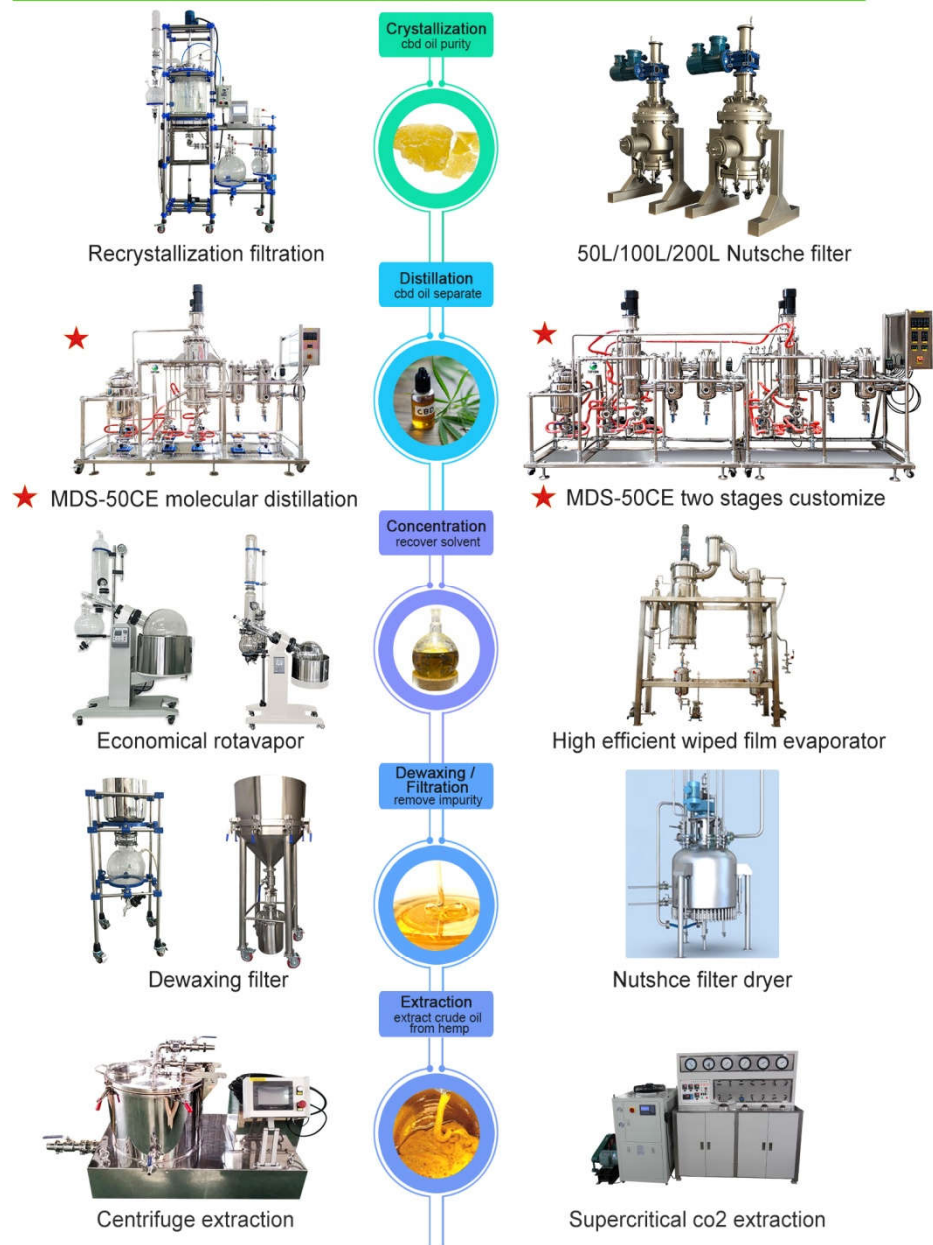 Crystallization
cbd oil purity
Recrystallization filtration
50L/100L/200L Nutsche filter
Distillation
cbd oil separate
CBD
MDS-50CE molecular distillation
MDS-50CE two stages customize
Concentration
recover solvent
Economical rotavapor
High efficient wiped film evaporator
Dewaxing /
Filtration
remove impurity
Dewaxing filter
Nutshce filter dryer
Extraction
extract crude oil
from hemp
Centrifuge extraction
Supercritical co2 extraction